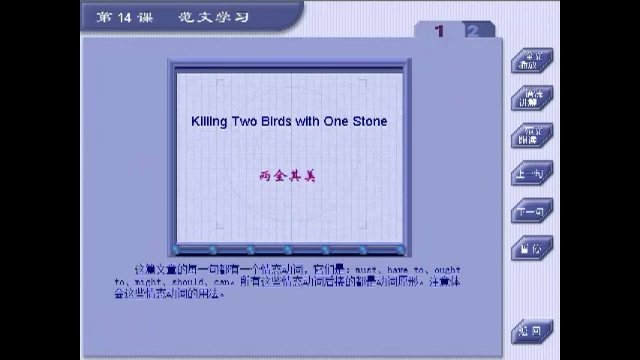 第 14 课 范文学习
1 2
Killing Two Birds with One Stone
两全其美
这篇文章的每一句都有一个情态动词，它们是：must、have to、ought
to、might、should、can。所有这些情态动词后接的都是动词原形。注意体
会这些情态动词的用法。
上一句
下一句
返 回